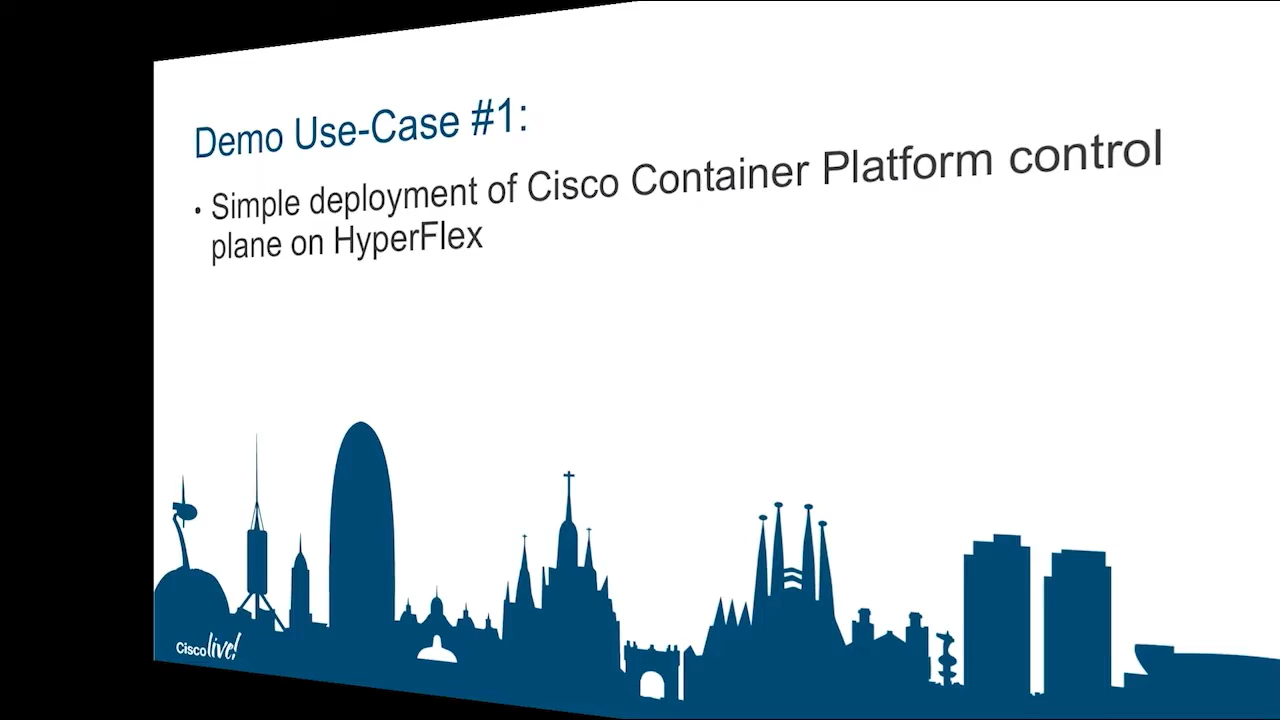 Demo Use-Case #1:
• Simple deployment of Cisco Container Platform control
plane on HyperFlex
Cisco live!